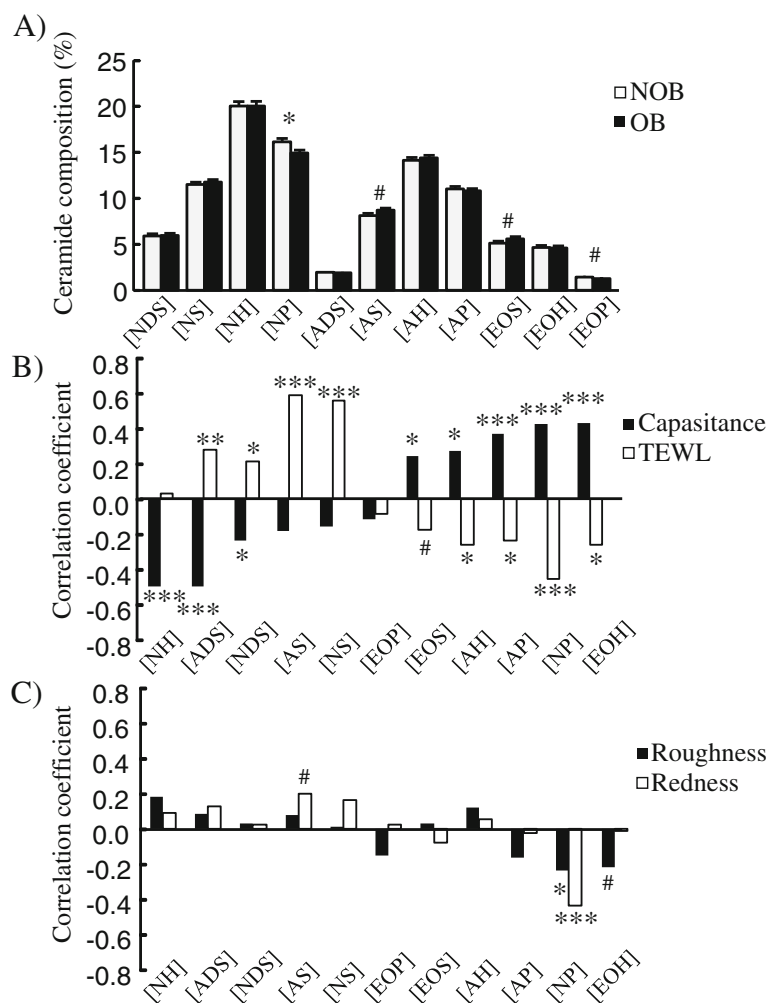 A)
Ceramide composition (%)
25
20
15
10
5
0
*
#
#
#
NOB
OB
[NDS]
[NS]
[NH]
[NP]
[ADS]
[AS]
[AH]
[AP]
[EOS]
[EOH]
[EOP]
B)
Correlation coefficient
0.8
0.6
0.4
0.2
0.0
-0.2
-0.4
-0.6
-0.8
***
***
**
***
*
*
***
***
*
#
*
*
***
*
***
***
***
*
Capasitance
TEWL
[NH]
[ADS]
[NDS]
[AS]
[NS]
[EOP]
[EOS]
[AH]
[AP]
[NP]
[EOH]
C)
Correlation coefficient
0.8
0.6
0.4
0.2
0.0
-0.2
-0.4
-0.6
-0.8
#
*
***
#
Roughness
Redness
[NH]
[ADS]
[NDS]
[AS]
[NS]
[EOP]
[EOS]
[AH]
[AP]
[NP]
[EOH]